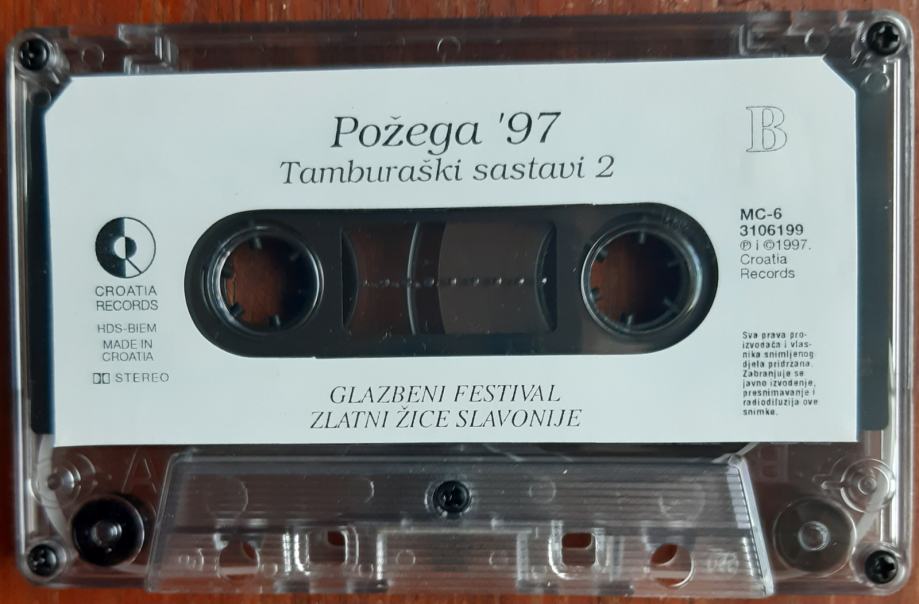 Požega '97
Tamburaški sastavi 2
B
CROATIA
RECORDS
HDS-BIEM
MADE IN
CROATIA
STEREO
MC-6
3106199
℗ i ©1997.
Croatia
Records
Sva prava pro-
izvođača i vlas-
nika snimljenog
djela pridržana.
Zabranjuje se
javno izvođenje,
presnimavanje i
radiodifuzija ove
snimke.
GLAZBENI FESTIVAL
ZLATNI ŽICE SLAVONIJE
A
B